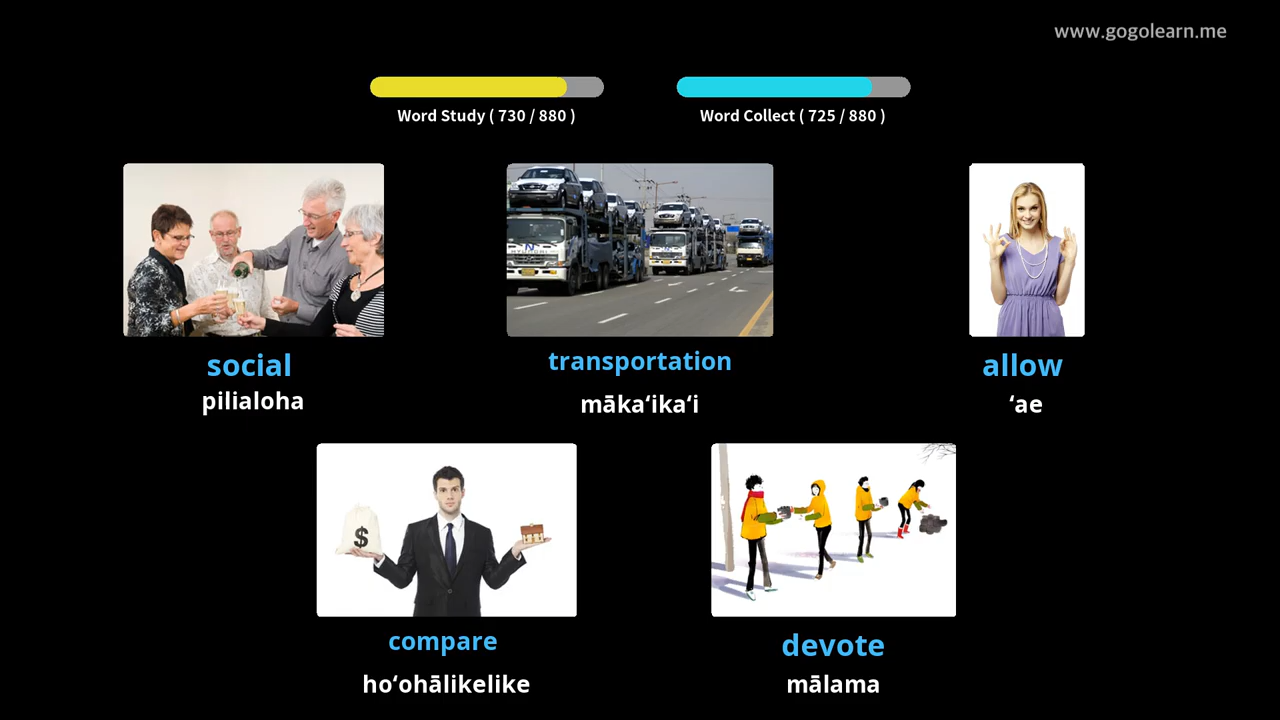 www.gogolearn.me
Word Study ( 730 / 880 )
Word Collect ( 725 / 880 )
social
pilialoha
transportation
mākaʻikaʻi
allow
ʻae
$
compare
hoʻohālikelike
devote
mālama